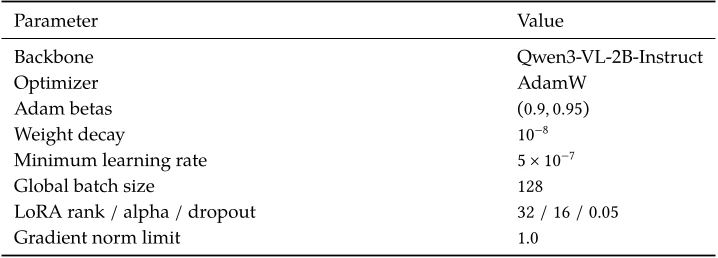 Parameter Value
Backbone Qwen3-VL-2B-Instruct
Optimizer AdamW
Adam betas (0.9, 0.95)
Weight decay 10⁻⁸
Minimum learning rate 5 × 10⁻⁷
Global batch size 128
LoRA rank / alpha / dropout 32 / 16 / 0.05
Gradient norm limit 1.0